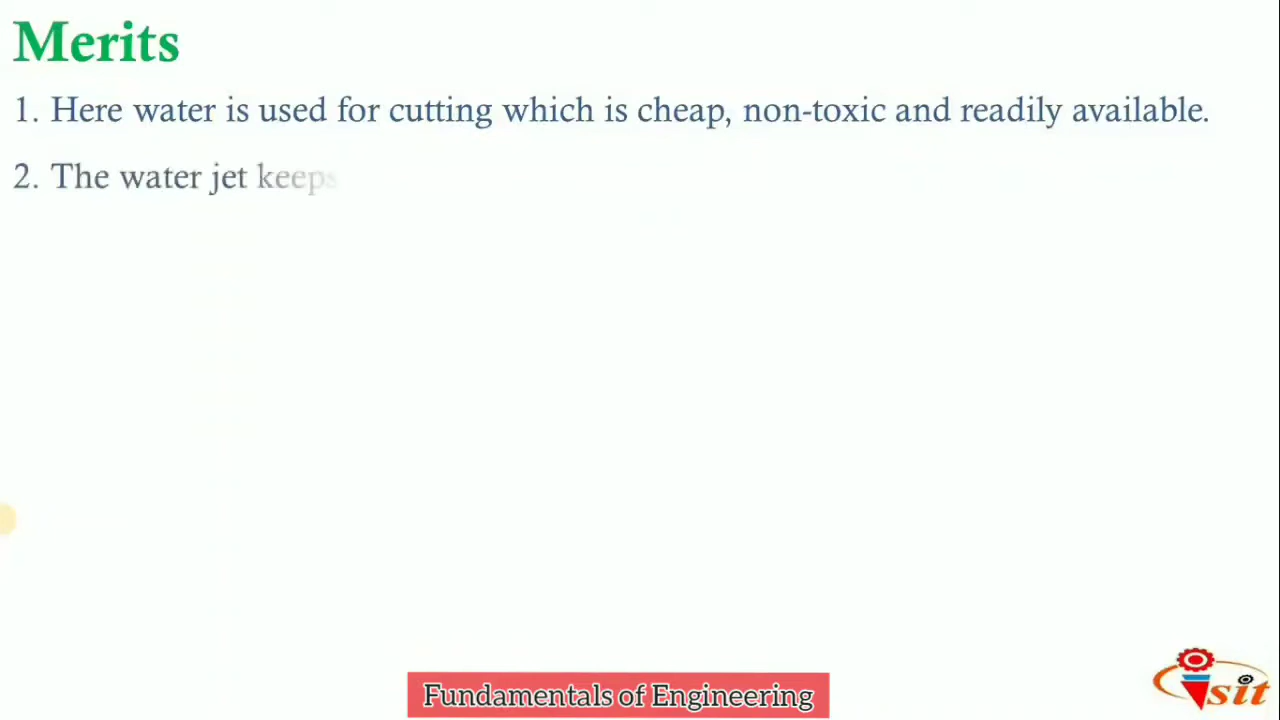 Merits
1. Here water is used for cutting which is cheap, non-toxic and readily available.
2. The water jet keeps
Fundamentals of Engineering
sit